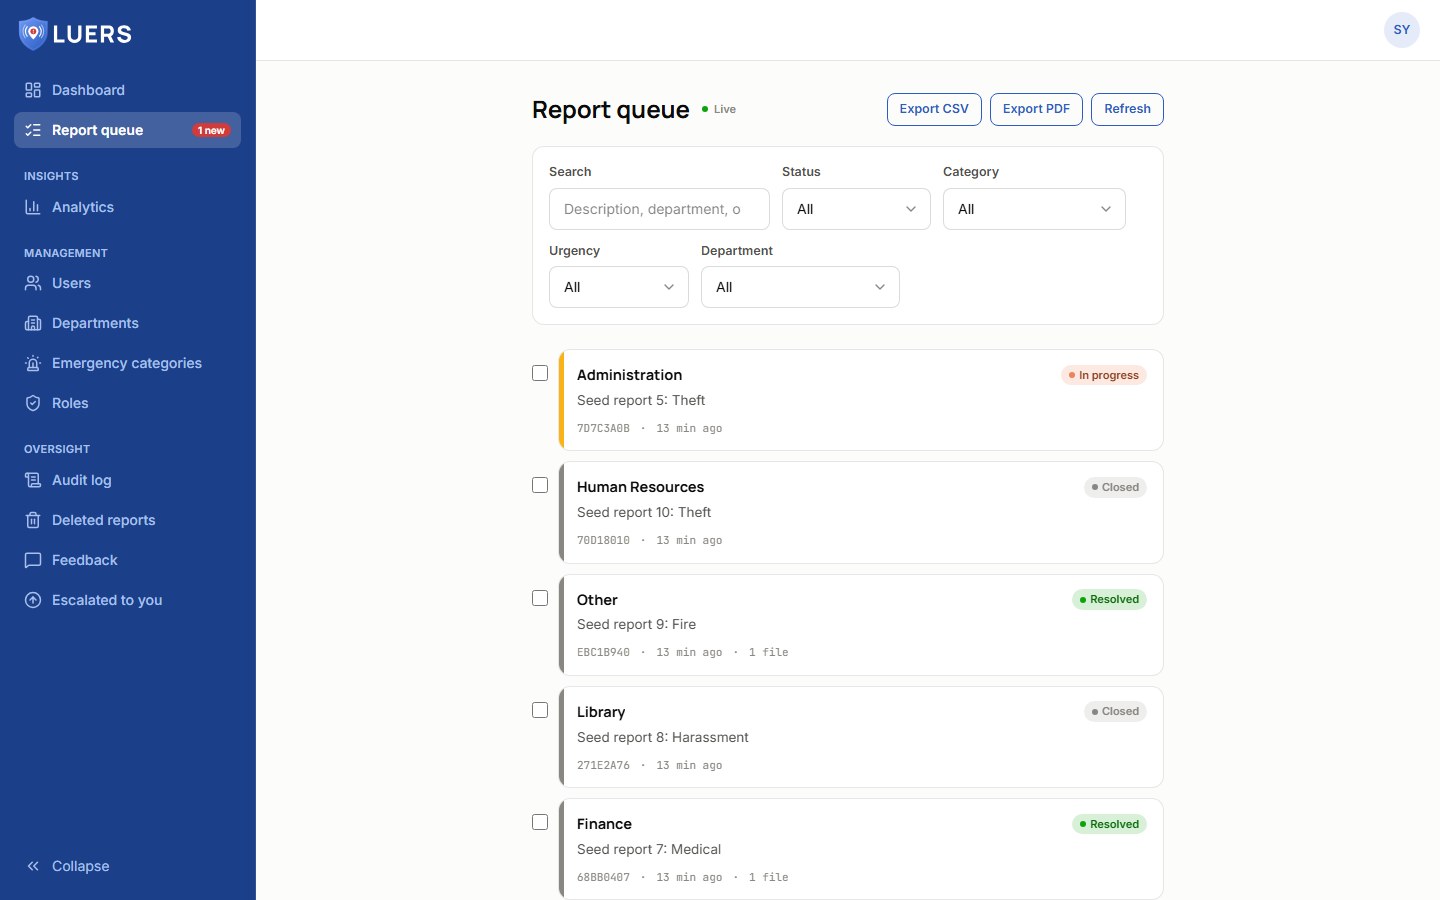 LUERS
SY
Dashboard
Report queue
1 new
INSIGHTS
Analytics
MANAGEMENT
Users
Departments
Emergency categories
Roles
OVERSIGHT
Audit log
Deleted reports
Feedback
Escalated to you
Collapse
Report queue
Live
Export CSV
Export PDF
Refresh
Search
Status
Category
Description, department, o
All
All
Urgency
Department
All
All
Administration
In progress
Seed report 5: Theft
7D7C3A0B · 13 min ago
Human Resources
Closed
Seed report 10: Theft
70D18010 · 13 min ago
Other
Resolved
Seed report 9: Fire
EBC1B940 · 13 min ago · 1 file
Library
Closed
Seed report 8: Harassment
271E2A76 · 13 min ago
Finance
Resolved
Seed report 7: Medical
68BB0407 · 13 min ago · 1 file